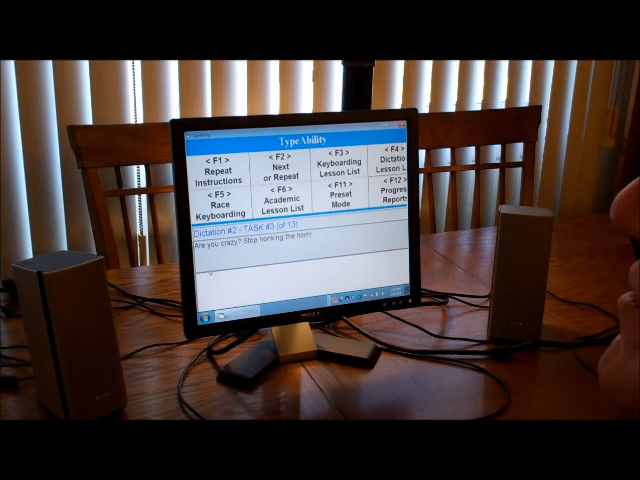 TypeAbility
< F1 >
Repeat
Instructions
< F2 >
Next
or Repeat
< F3 >
Keyboarding
Lesson List
< F4 >
Dictatio
Lesson L
< F5 >
Race
Keyboarding
< F6 >
Academic
Lesson List
< F11 >
Preset
Mode
< F12 >
Progres
Reports
Dictation #2 - TASK #3 (of 13)
Are you crazy? Stop honking the horn!
DELL